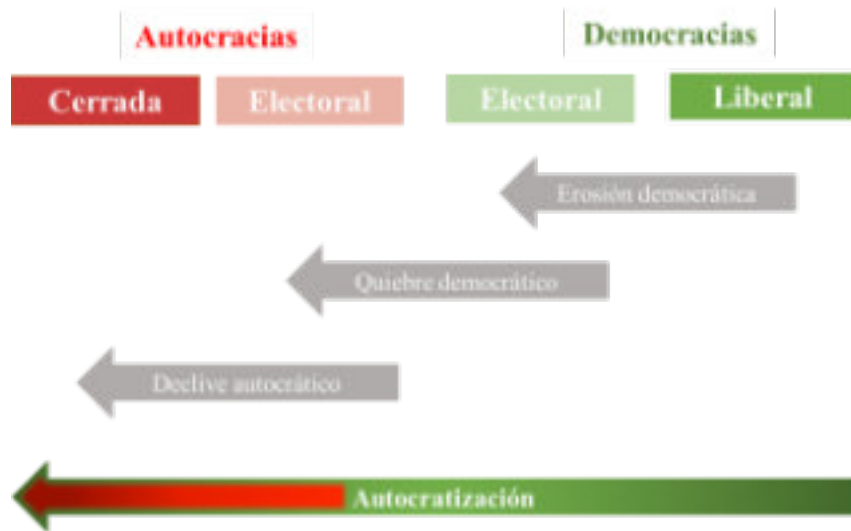 Autocracias
Democracias
Cerrada
Electoral
Electoral
Liberal
Erosión democrática
Quiebre democrático
Declive autocrático
Autocratización